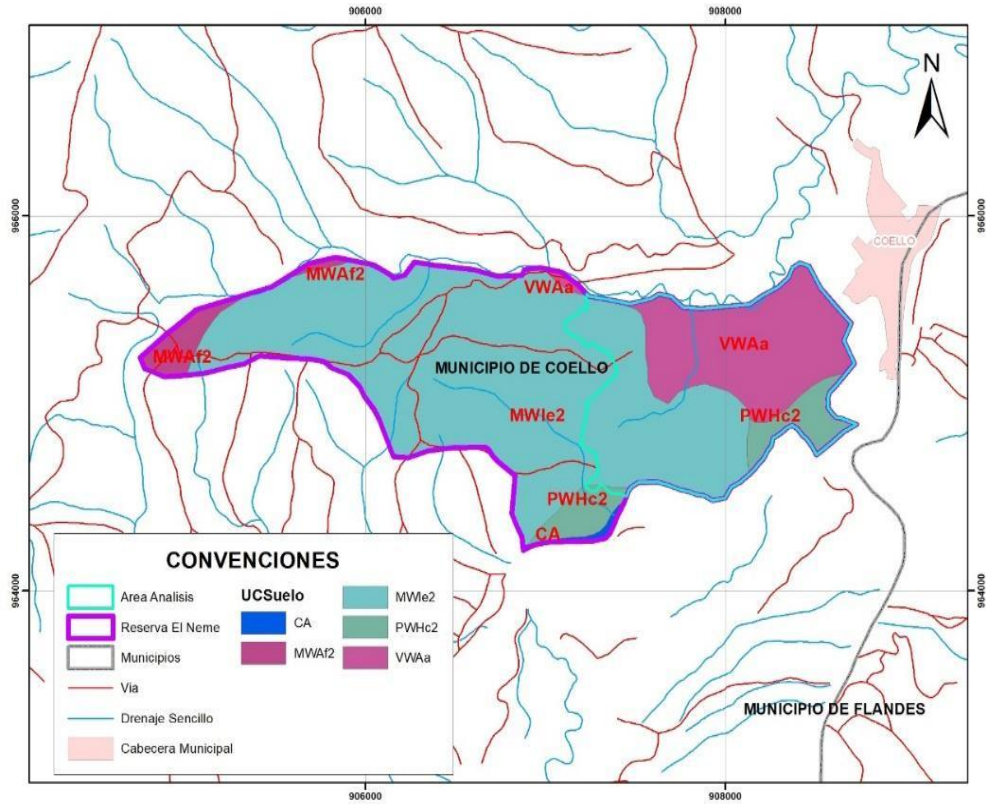 906000
908000
N
966000
966000
COELLO
MWAf2
VWAa
MWAf2
VWAa
MUNICIPIO DE COELLO
MWIe2
PWHc2
PWHc2
CA
964000
964000
CONVENCIONES
Area Analisis
Reserva El Neme
Municipios
Via
Drenaje Sencillo
Cabecera Municipal
UCSuelo
CA
MWAf2
MWIe2
PWHc2
VWAa
MUNICIPIO DE FLANDES
906000
908000